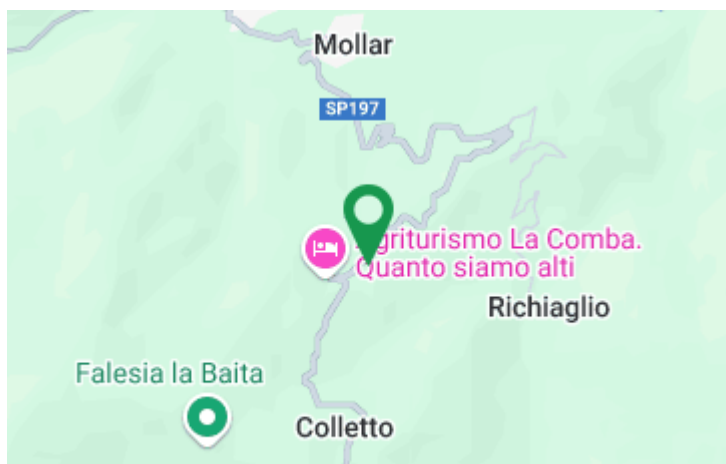 Mollar
SP197
Agriturismo La Comba.
Quanto siamo alti
Richiaglio
Falesia la Baita
Colletto